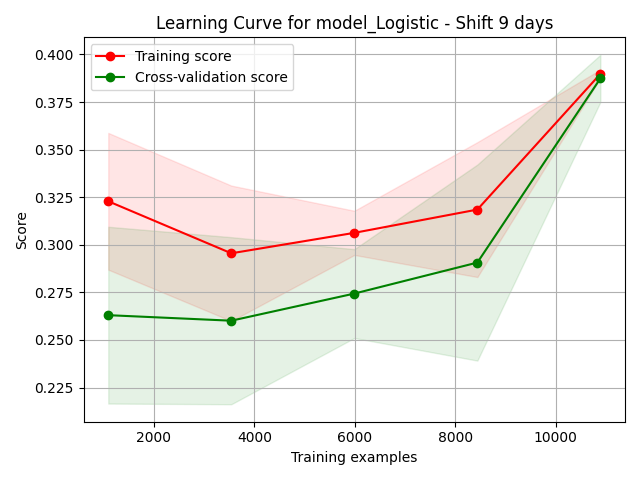 Learning Curve for model_Logistic - Shift 9 days
Training score
Cross-validation score
0.400
0.375
0.350
0.325
0.300
0.275
0.250
0.225
Score
2000 4000 6000 8000 10000
Training examples